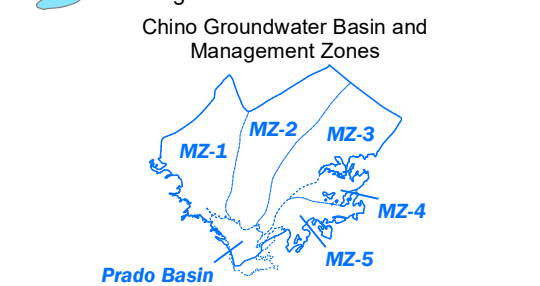 Chino Groundwater Basin and
Management Zones
MZ-1
MZ-2
MZ-3
MZ-4
MZ-5
Prado Basin